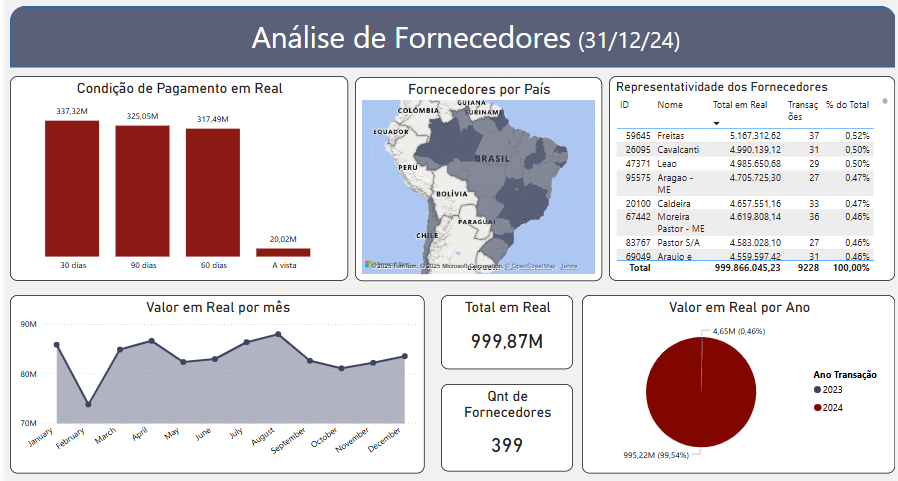 Análise de Fornecedores (31/12/24)
Condição de Pagamento em Real
337,32M
325,05M
317,49M
20,02M
30 dias
90 dias
60 dias
A vista
Fornecedores por País
GUIANA
COLÔMBIA
SURINAME
EQUADOR
BRASIL
PERU
BOLÍVIA
PARAGUAI
CHILE
© 2025 TomTom, © 2025 Microsoft Corporation, © OpenStreetMap Terms
Representatividade dos Fornecedores
ID Nome Total em Real Transaç % do Total
ões
59645 Freitas 5.167.312,62 37 0,52%
26095 Cavalcanti 4.990.139,12 31 0,50%
47371 Leao 4.985.650,68 29 0,50%
95575 Aragao - 4.705.725,30 27 0,47%
ME
20100 Caldeira 4.657.551,16 33 0,47%
67442 Moreira 4.619.808,14 36 0,46%
Pastor - ME
83767 Pastor S/A 4.583.028,10 27 0,46%
69049 Araujo e 4.559.597,42 31 0,46%
Total 999.866.045,23 9228 100,00%
Valor em Real por mês
90M
80M
70M
January
February
March
April
May
June
July
August
September
October
November
December
Total em Real
999,87M
Qnt de
Fornecedores
399
Valor em Real por Ano
4,65M (0,46%)
995,22M (99,54%)
Ano Transação
2023
2024